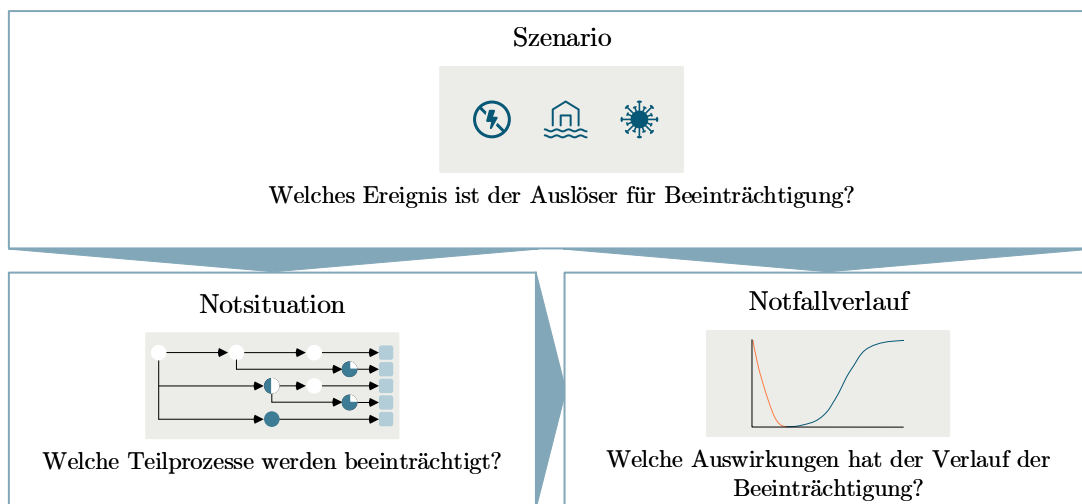 Szenario
Welches Ereignis ist der Auslöser für Beeinträchtigung?
Notsituation
Welche Teilprozesse werden beeinträchtigt?
Notfallverlauf
Welche Auswirkungen hat der Verlauf der
Beeinträchtigung?